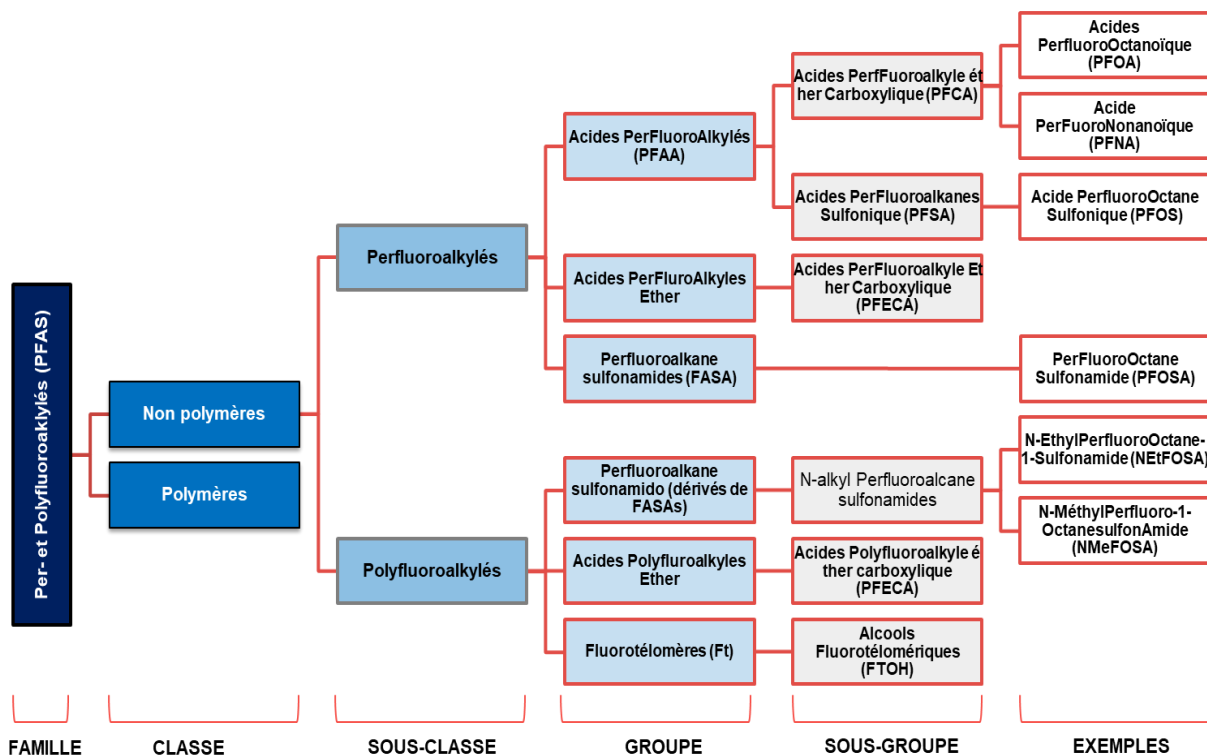 Per- et Polyfluoroaklylés (PFAS)
Non polymères
Polymères
Perfluoroalkylés
Polyfluoroalkylés
Acides PerFluoroAlkylés
(PFAA)
Acides PerFluroAlkyles
Ether
Perfluoroalkane
sulfonamides (FASA)
Perfluoroalkane
sulfonamido (dérivés de
FASAs)
Acides Polyfluroalkyles
Ether
Fluorotélomères (Ft)
Acides PerfFuoroalkyle ét
her Carboxylique (PFCA)
Acides PerFluoroalkanes
Sulfonique (PFSA)
Acides PerFluoroalkyle Et
her Carboxylique
(PFECA)
N-alkyl Perfluoroalcane
sulfonamides
Acides Polyfluoroalkyle é
ther carboxylique
(PFECA)
Alcools
Fluorotélomériques
(FTOH)
Acides
PerfluoroOctanoïque
(PFOA)
Acide
PerFuoroNonanoïque
(PFNA)
Acide PerfluoroOctane
Sulfonique (PFOS)
PerFluoroOctane
Sulfonamide (PFOSA)
N-EthylPerfluoroOctane-
1-Sulfonamide (NEtFOSA)
N-MéthylPerfluoro-1-
OctanesulfonAmide
(NMeFOSA)
FAMILLE
CLASSE
SOUS-CLASSE
GROUPE
SOUS-GROUPE
EXEMPLES